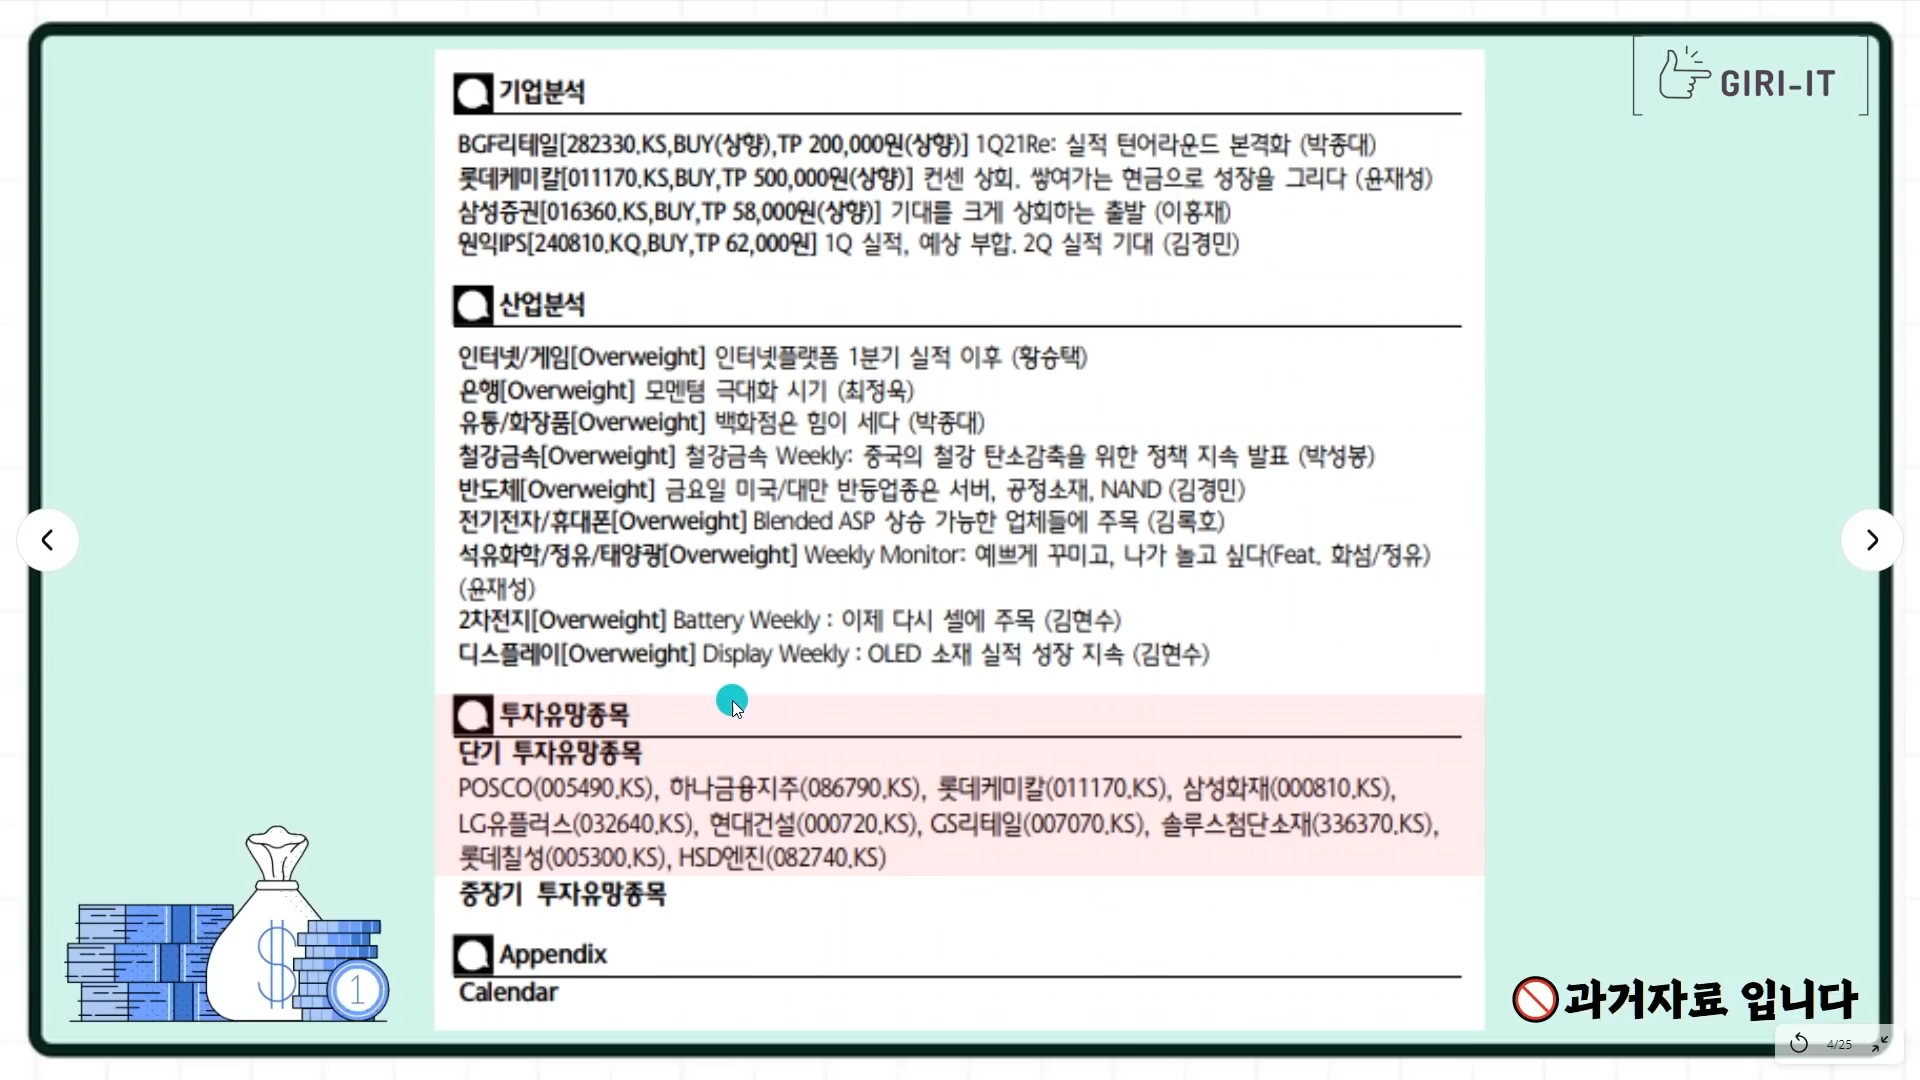 GIRI-IT
기업분석
BGF리테일[282330.KS,BUY(상향),TP 200,000원(상향)] 1Q21Re: 실적 턴어라운드 본격화 (박종대)
롯데케미칼[011170.KS,BUY,TP 500,000원(상향)] 컨센 상회. 쌓여가는 현금으로 성장을 그리다 (윤재성)
삼성증권[016360.KS,BUY,TP 58,000원(상향)] 기대를 크게 상회하는 출발 (이홍재)
원익IPS[240810.KQ,BUY,TP 62,000원] 1Q 실적, 예상 부합. 2Q 실적 기대 (김경민)
산업분석
인터넷/게임[Overweight] 인터넷플랫폼 1분기 실적 이후 (황승택)
은행[Overweight] 모멘텀 극대화 시기 (최정욱)
유통/화장품[Overweight] 백화점은 힘이 세다 (박종대)
철강금속[Overweight] 철강금속 Weekly: 중국의 철강 탄소감축을 위한 정책 지속 발표 (박성봉)
반도체[Overweight] 금요일 미국/대만 반등업종은 서버, 공정소재, NAND (김경민)
전기전자/휴대폰[Overweight] Blended ASP 상승 가능한 업체들에 주목 (김록호)
석유화학/정유/태양광[Overweight] Weekly Monitor: 예쁘게 꾸미고, 나가 놀고 싶다(Feat. 화섬/정유)
(윤재성)
2차전지[Overweight] Battery Weekly : 이제 다시 셀에 주목 (김현수)
디스플레이[Overweight] Display Weekly : OLED 소재 실적 성장 지속 (김현수)
투자유망종목
단기 투자유망종목
POSCO(005490.KS), 하나금융지주(086790.KS), 롯데케미칼(011170.KS), 삼성화재(000810.KS),
LG유플러스(032640.KS), 현대건설(000720.KS), GS리테일(007070.KS), 솔루스첨단소재(336370.KS),
롯데칠성(005300.KS), HSD엔진(082740.KS)
중장기 투자유망종목
Appendix
Calendar
$
1
과거자료 입니다
4/25